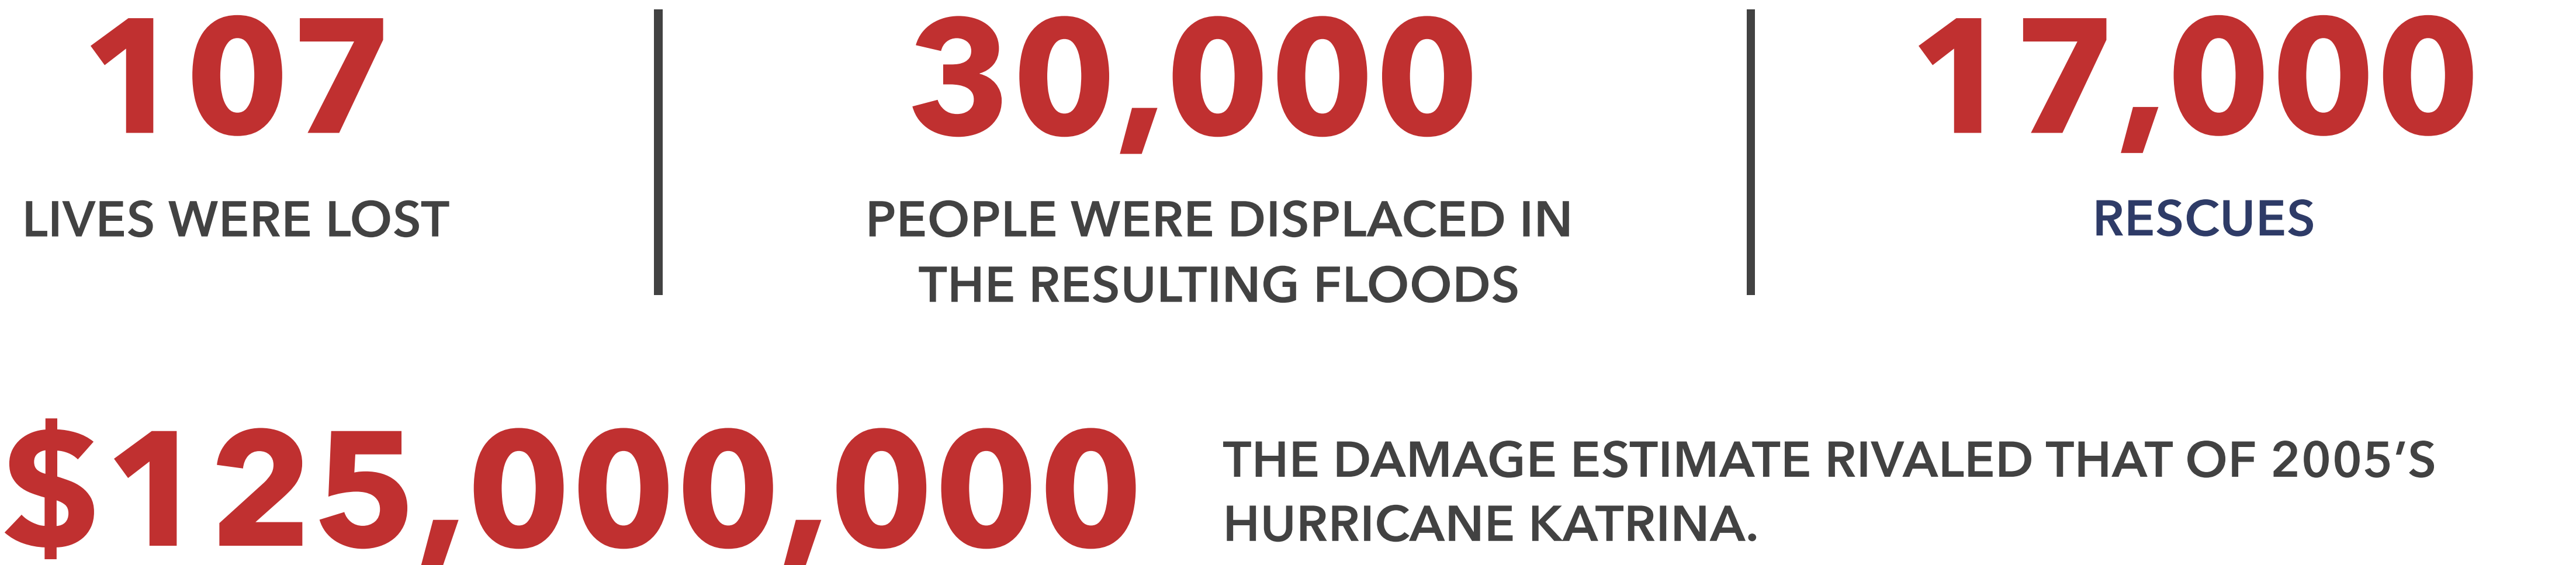 107
LIVES WERE LOST
30,000
PEOPLE WERE DISPLACED IN
THE RESULTING FLOODS
17,000
RESCUES
$125,000,000
THE DAMAGE ESTIMATE RIVALED THAT OF 2005’S
HURRICANE KATRINA.